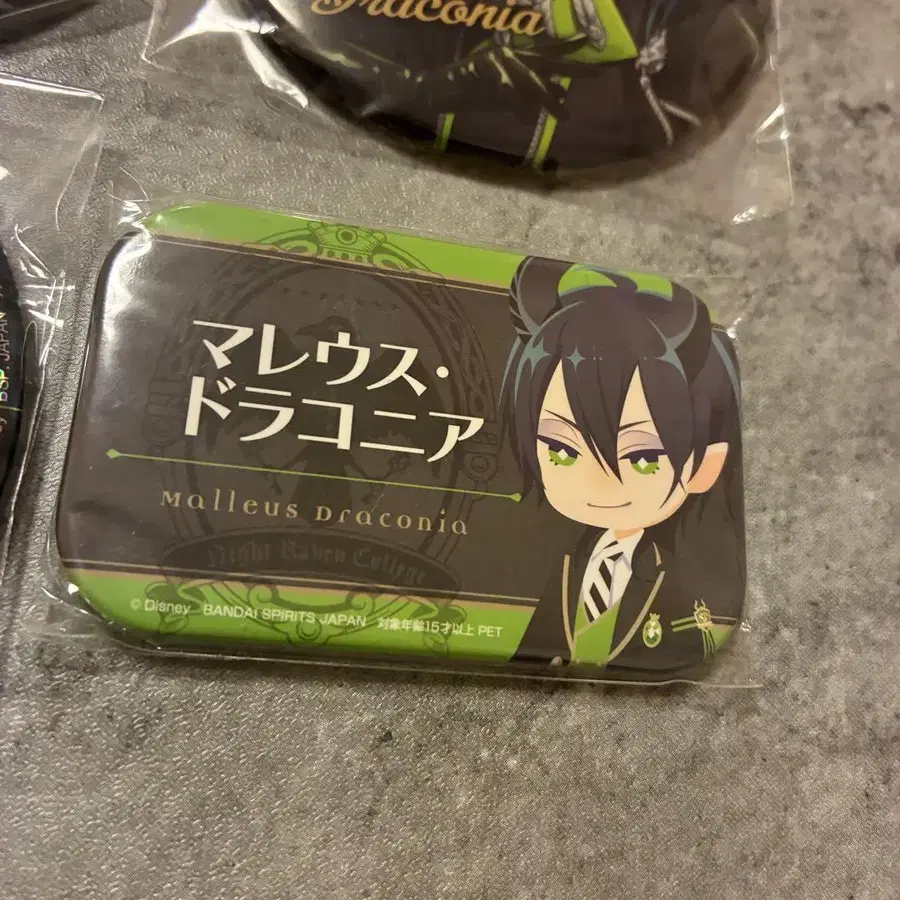 Draconia
マレウス・
ドラコニア
Malleus Draconia
Night Raven College
© Disney BANDAI SPIRITS JAPAN 対象年齢15才以上 PET
BSP JAPAN